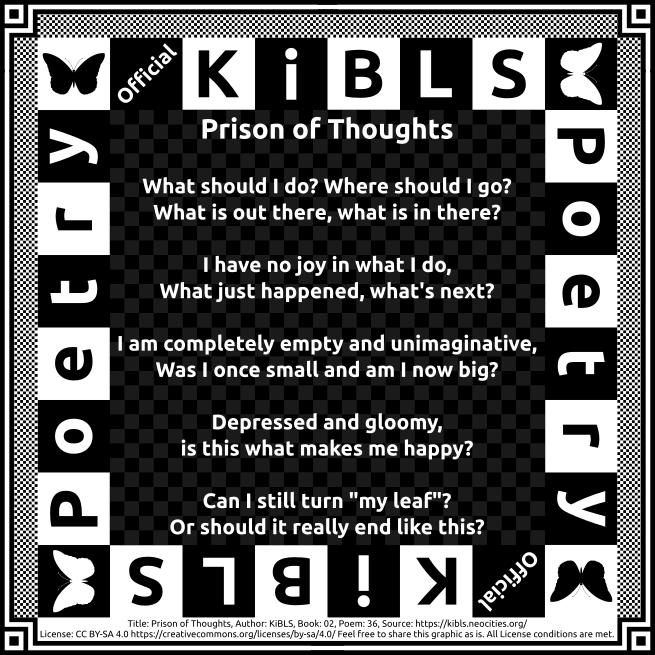 Official KiBLS
Poetry
Poetry
Prison of Thoughts
What should I do? Where should I go?
What is out there, what is in there?
I have no joy in what I do,
What just happened, what's next?
I am completely empty and unimaginative,
Was I once small and am I now big?
Depressed and gloomy,
is this what makes me happy?
Can I still turn "my leaf"?
Or should it really end like this?
Official KiBLS
Title: Prison of Thoughts, Author: KiBLS, Book: 02, Poem: 36, Source: https://kibls.neocities.org/
License: CC BY-SA 4.0 https://creativecommons.org/licenses/by-sa/4.0/ Feel free to share this graphic as is. All License conditions are met.